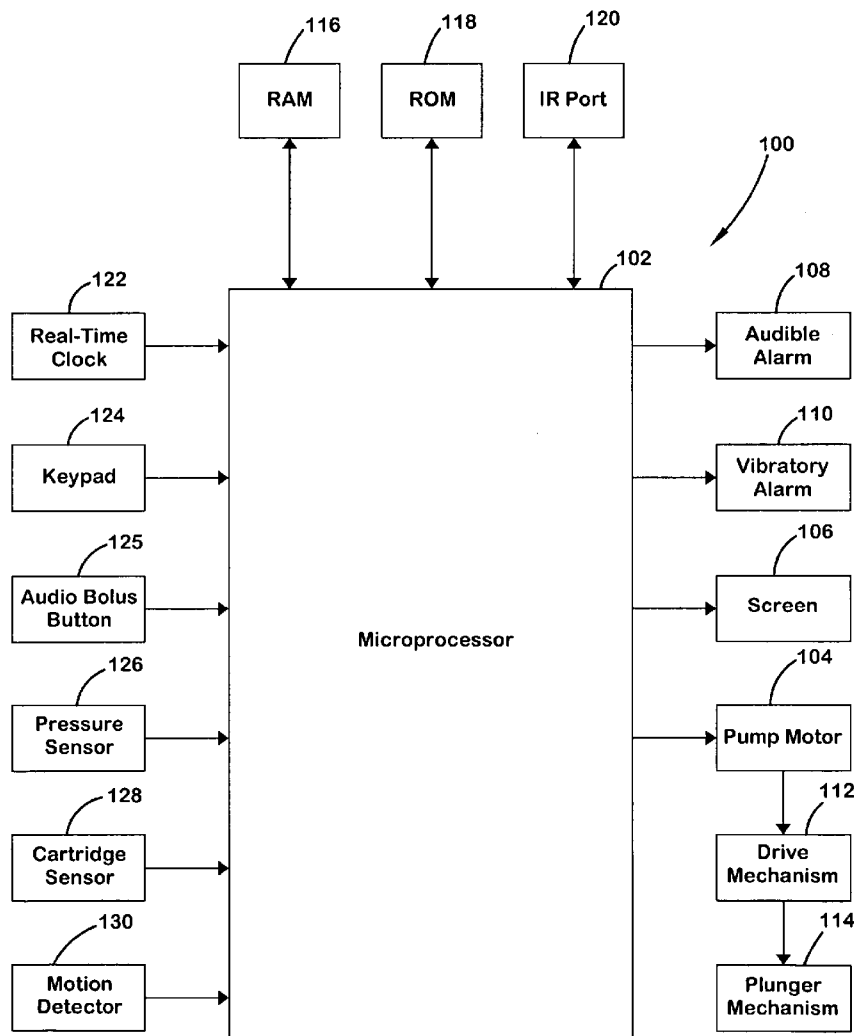 116
118
120
RAM
ROM
IR Port
100
102
122
108
Real-Time
Clock
Audible
Alarm
124
110
Keypad
Vibratory
Alarm
125
106
Audio Bolus
Button
Screen
Microprocessor
126
104
Pressure
Sensor
Pump Motor
128
112
Cartridge
Sensor
Drive
Mechanism
130
114
Motion
Detector
Plunger
Mechanism